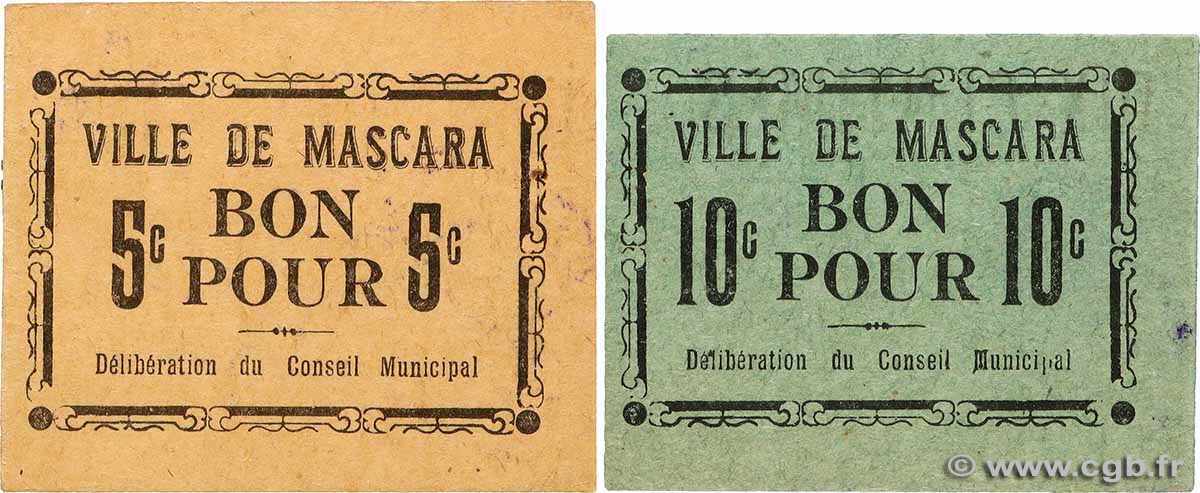 VILLE DE MASCARA
5c BON POUR 5c
Délibération du Conseil Municipal
VILLE DE MASCARA
10c BON POUR 10c
Délibération du Conseil Municipal
© www.cgb.fr